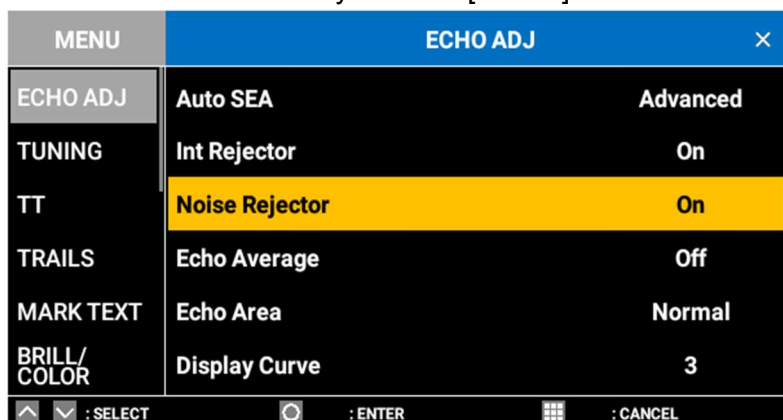 MENU ECHO ADJ ×
ECHO ADJ Auto SEA Advanced
TUNING Int Rejector On
TT Noise Rejector On
TRAILS Echo Average Off
MARK TEXT Echo Area Normal
BRILL/
COLOR Display Curve 3
: SELECT : ENTER : CANCEL